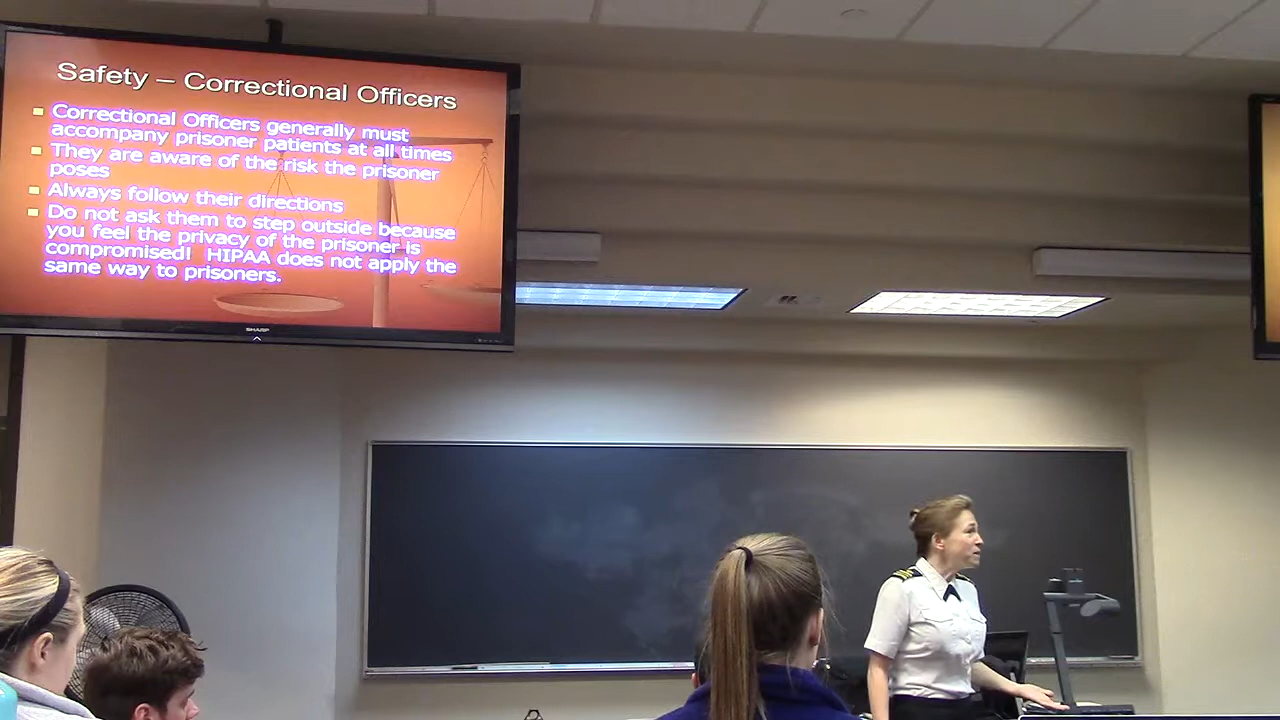 Safety – Correctional Officers
Correctional Officers generally must
accompany prisoner patients at all times
They are aware of the risk the prisoner
poses
Always follow their directions
Do not ask them to step outside because
you feel the privacy of the prisoner is
compromised! HIPAA does not apply the
same way to prisoners.
SHARP